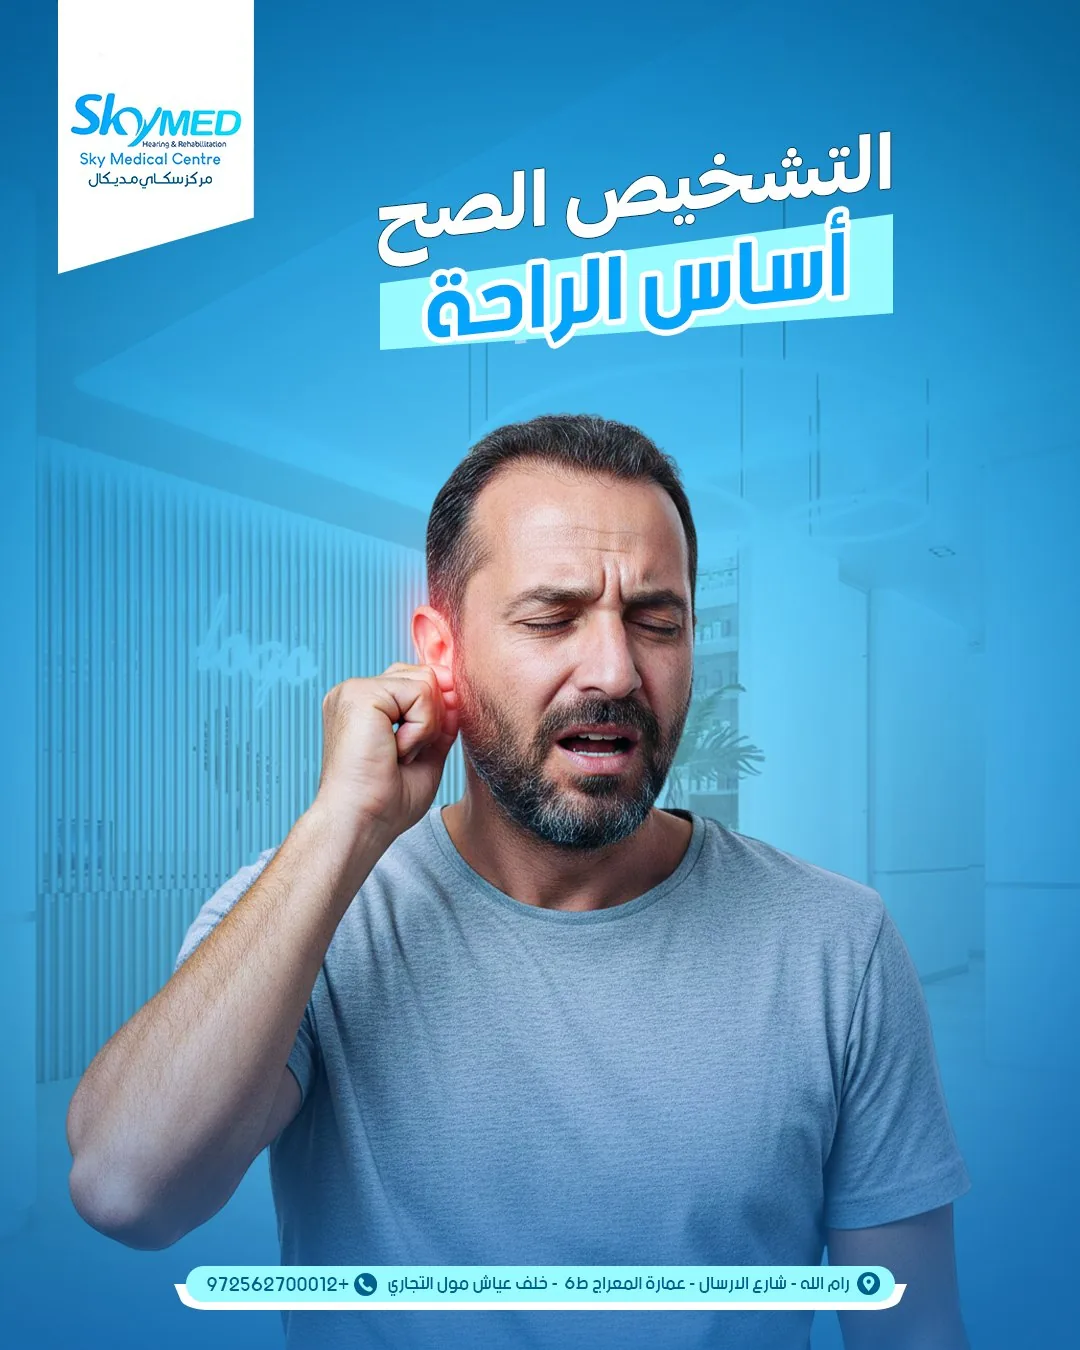 SkyMED
Hearing & Rehabilitation
Sky Medical Centre
مركز سكاي مديكال
التشخيص الصح
أساس الراحة
logo
رام الله - شارع الارسال - عمارة المعراج ط6 - خلف عياش مول التجاري
+972562700012